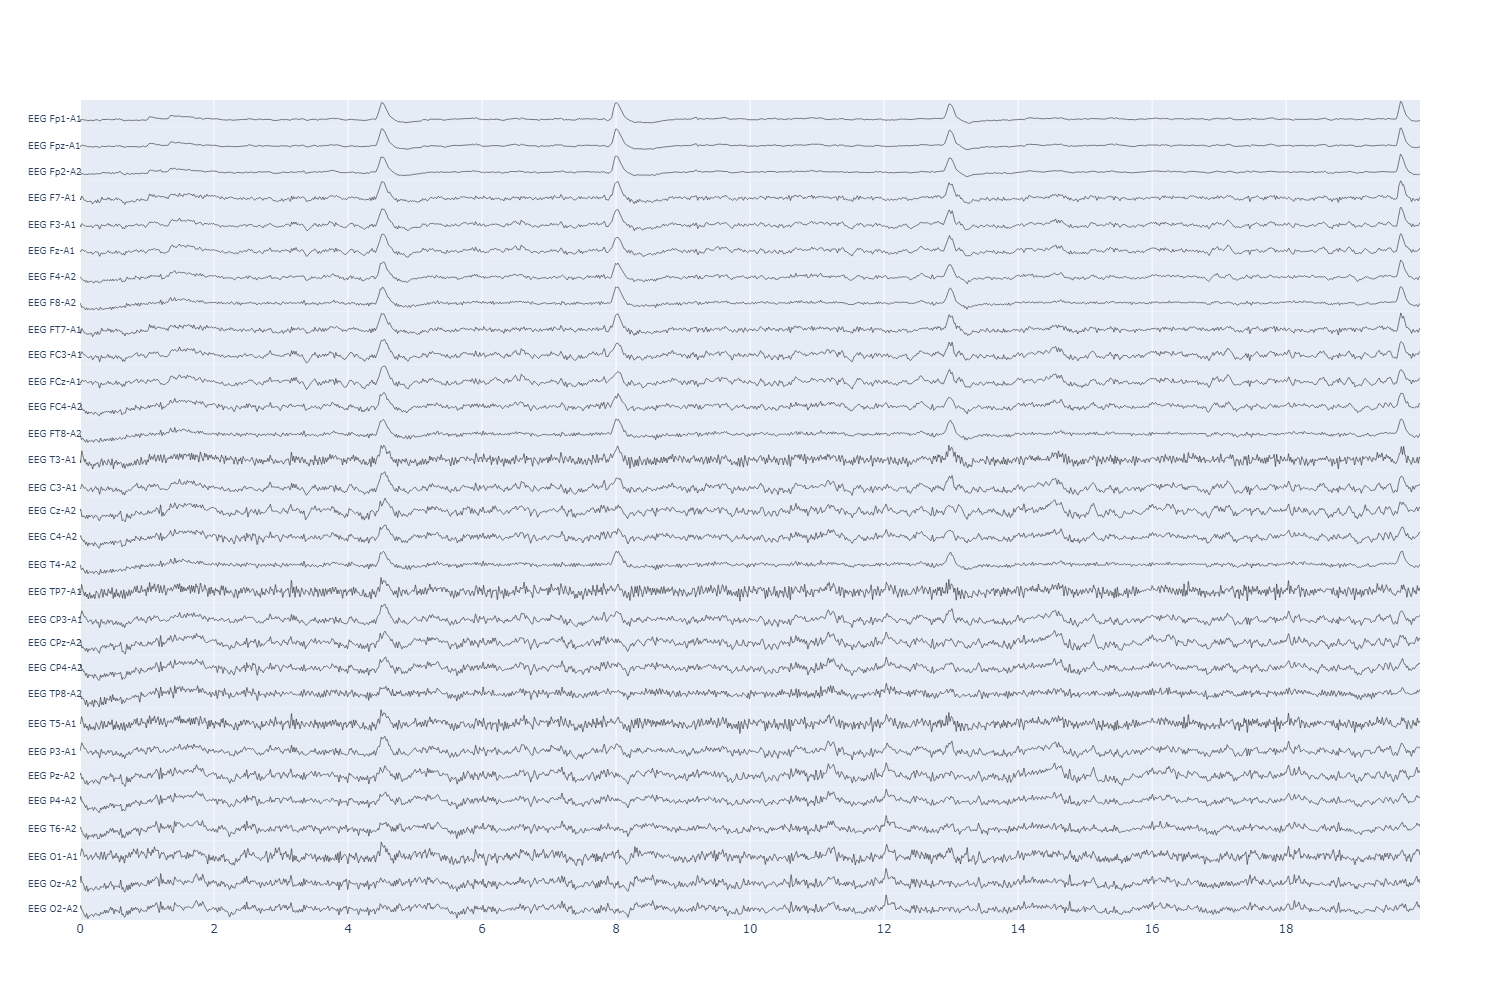 EEG Fp1-A1
EEG Fpz-A1
EEG Fp2-A2
EEG F7-A1
EEG F3-A1
EEG Fz-A1
EEG F4-A2
EEG F8-A2
EEG FT7-A1
EEG FC3-A1
EEG FCz-A1
EEG FC4-A2
EEG FT8-A2
EEG T3-A1
EEG C3-A1
EEG Cz-A2
EEG C4-A2
EEG T4-A2
EEG TP7-A1
EEG CP3-A1
EEG CPz-A2
EEG CP4-A2
EEG TP8-A2
EEG T5-A1
EEG P3-A1
EEG Pz-A2
EEG P4-A2
EEG T6-A2
EEG O1-A1
EEG Oz-A2
EEG O2-A2
0 2 4 6 8 10 12 14 16 18